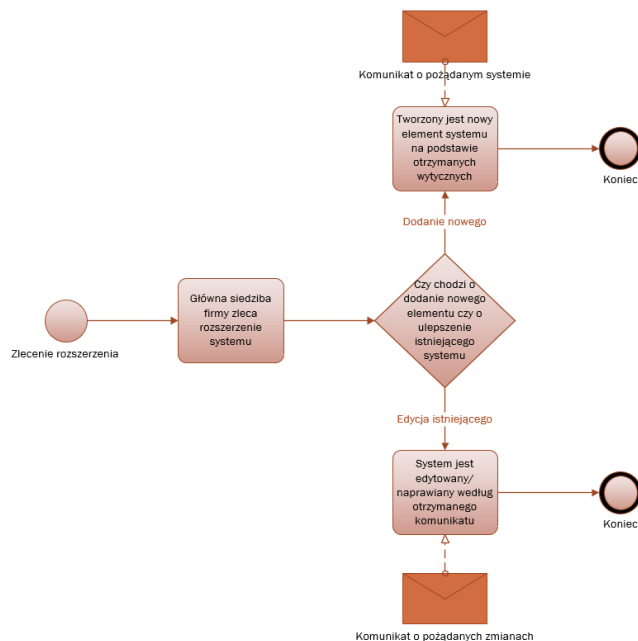 Komunikat o pożądanym systemie
Tworzony jest nowy
element systemu
na podstawie
otrzymanych
wytycznych
Koniec
Dodanie nowego
Główna siedziba
firmy zleca
rozszerzenie
systemu
Czy chodzi o
dodanie nowego
elementu czy o
ulepszenie
istniejącego
systemu
Zlecenie rozszerzenia
Edycja istniejącego
System jest
edytowany/
naprawiany według
otrzymanego
komunikatu
Koniec
Komunikat o pożądanych zmianach